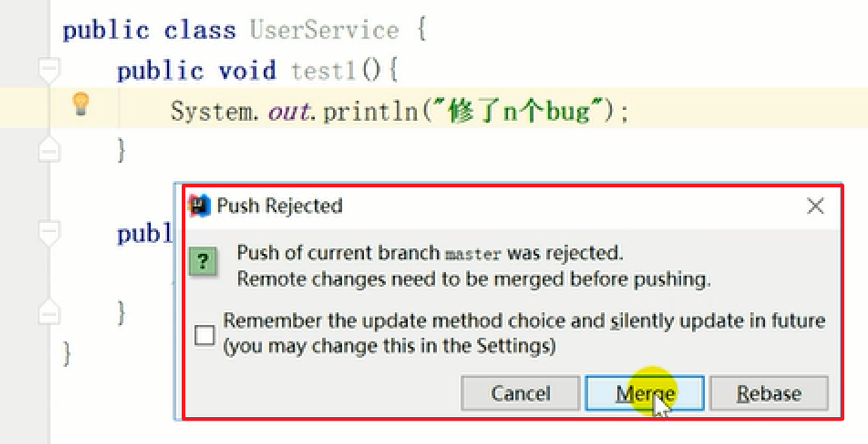 public class UserService {
public void test1(){
System.out.println("修了n个bug");
}
Push Rejected
publ
Push of current branch master was rejected.
Remote changes need to be merged before pushing.
}
Remember the update method choice and silently update in future
(you may change this in the Settings)
}
Cancel Merge Rebase